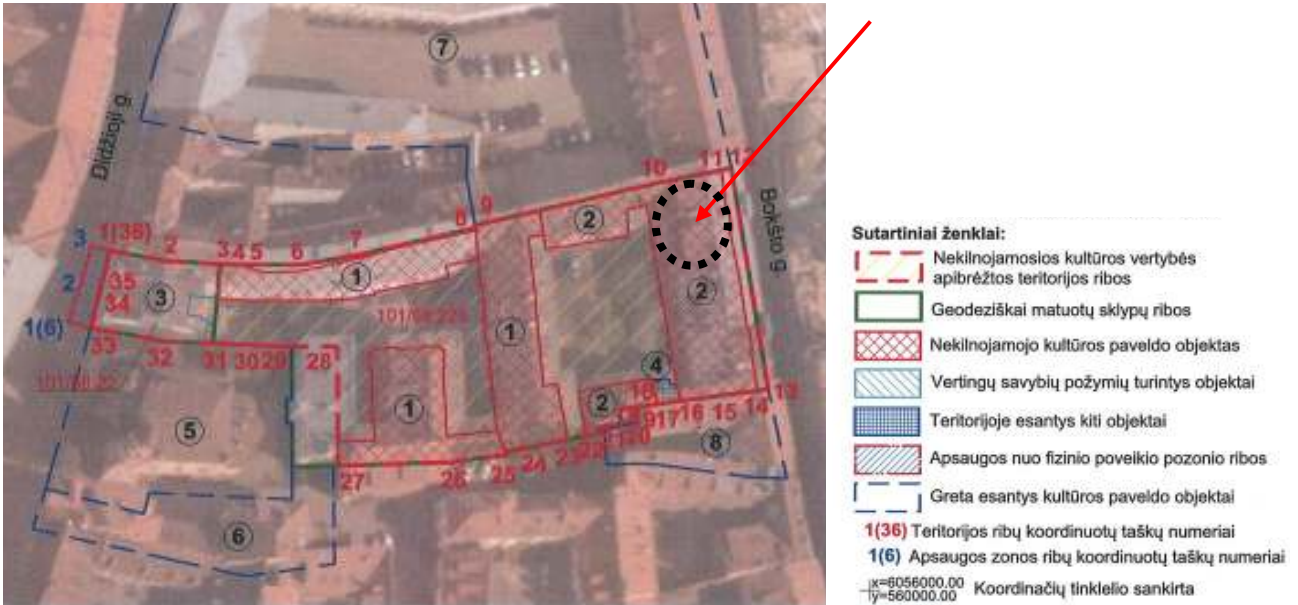 7
Didžioji g.
10
11
Bokšto g.
8
9
2
7
1(36)
2
3 4 5
6
3
1
2
35
34
3
2
1
2
1(6)
33
32
31
30
29
28
4
1
2
13
14
15
16
17
5
8
27
26
25
24
6
Sutartiniai ženklai:
Nekilnojamosios kultūros vertybės
apibrėžtos teritorijos ribos
Geodeziškai matuotų sklypų ribos
Nekilnojamojo kultūros paveldo objektas
Vertingų savybių požymių turintys objektai
Teritorijoje esantys kiti objektai
Apsaugos nuo fizinio poveikio pozonio ribos
Greta esantys kultūros paveldo objektai
1(36) Teritorijos ribų koordinuotų taškų numeriai
1(6) Apsaugos zonos ribų koordinuotų taškų numeriai
x=6056000.00
y=560000.00 Koordinačių tinklelio sankirta